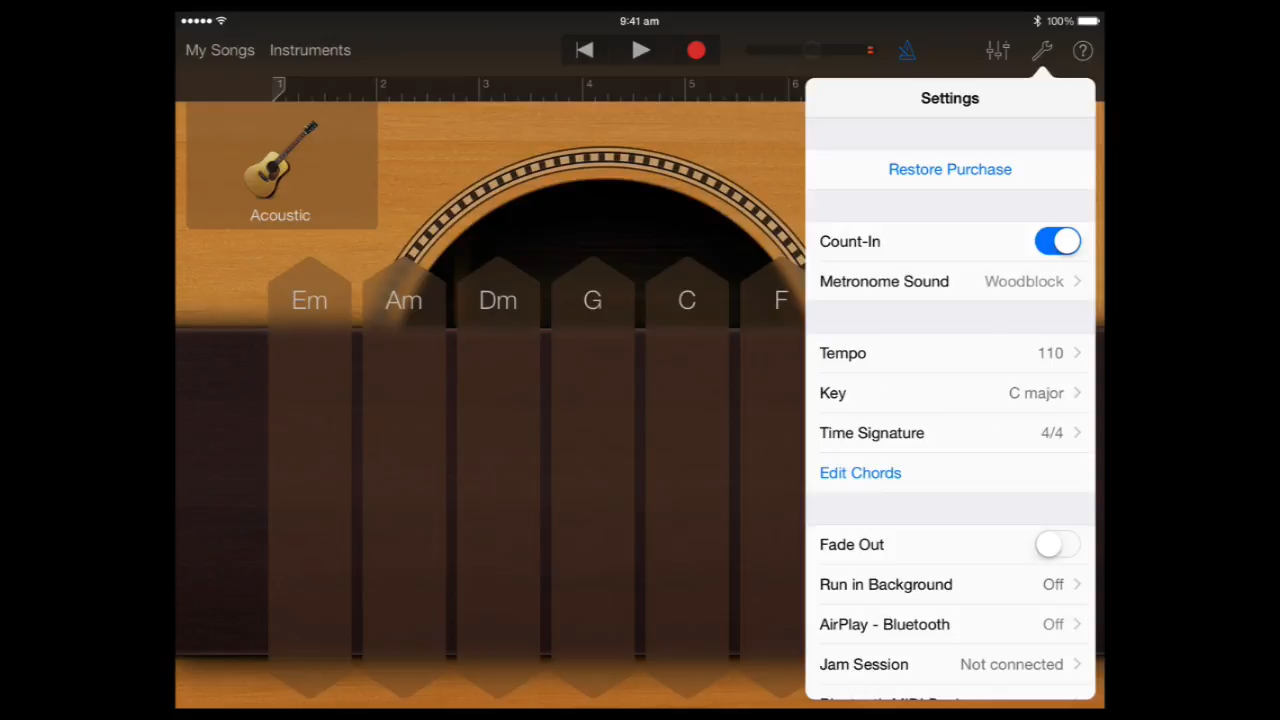 9:41 am
100%
My Songs Instruments
?
1 2 3 4 5 6
Acoustic
Em Am Dm G C F
Settings
Restore Purchase
Count-In
Metronome Sound Woodblock
Tempo 110
Key C major
Time Signature 4/4
Edit Chords
Fade Out
Run in Background Off
AirPlay - Bluetooth Off
Jam Session Not connected